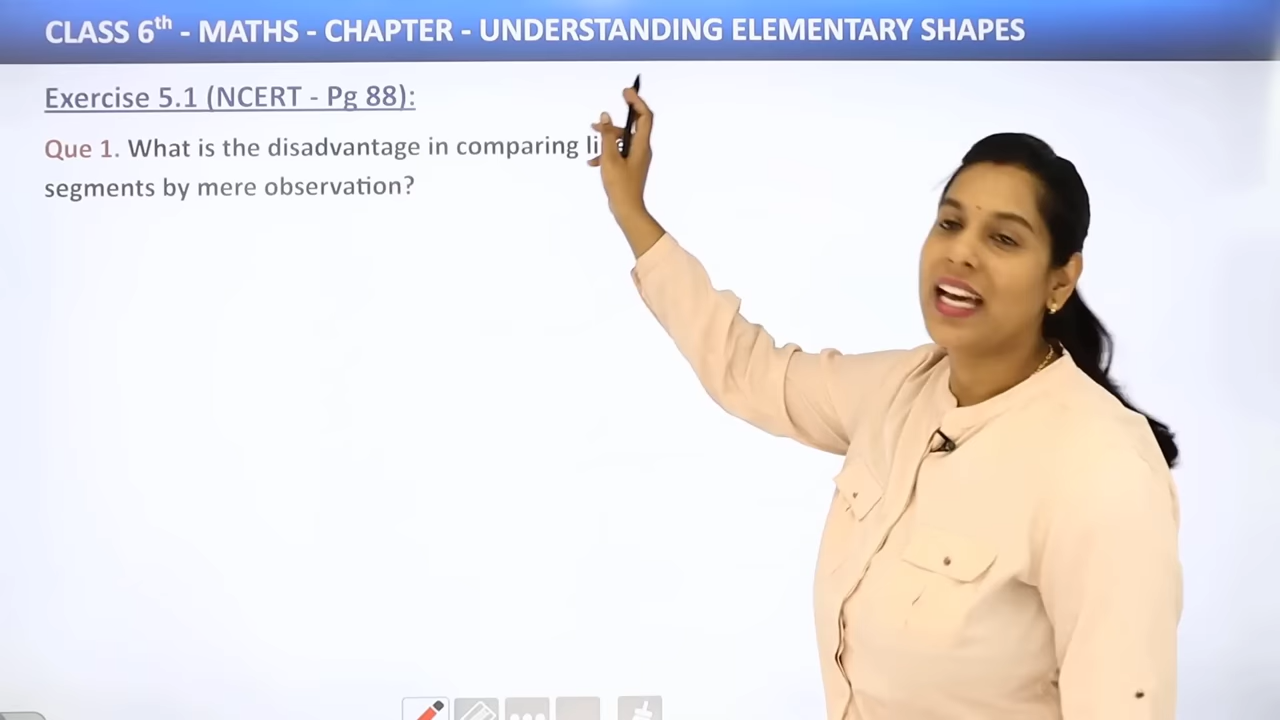 CLASS 6th - MATHS - CHAPTER - UNDERSTANDING ELEMENTARY SHAPES
Exercise 5.1 (NCERT - Pg 88):
Que 1. What is the disadvantage in comparing
segments by mere observation?